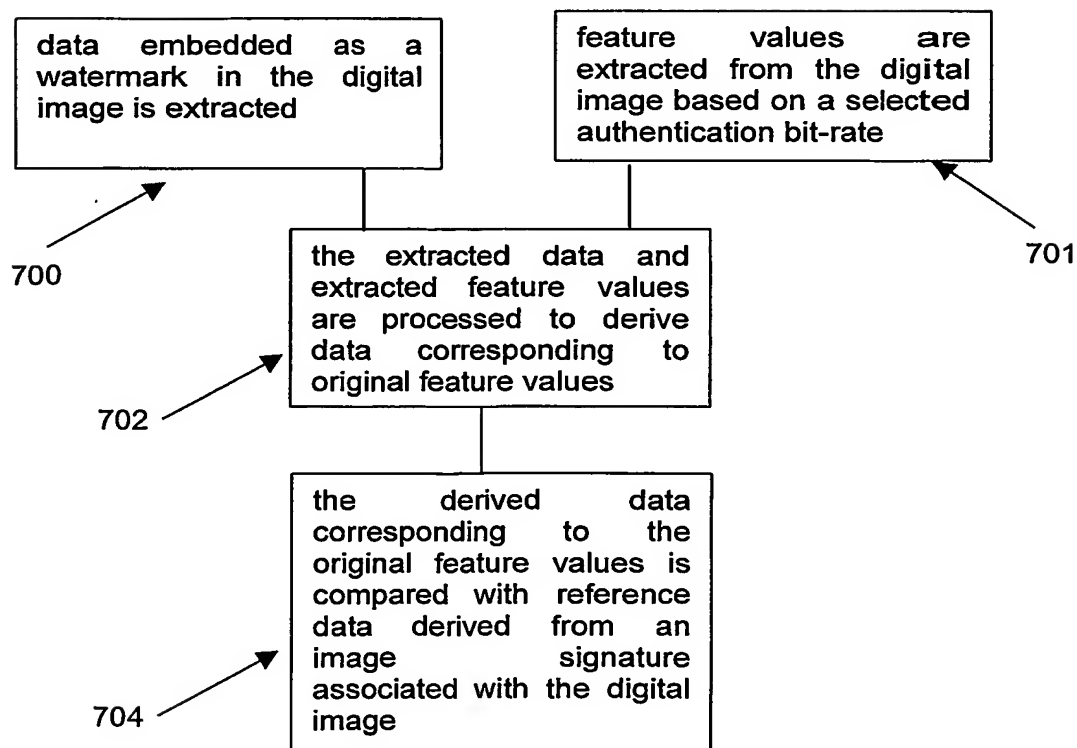 data embedded as a
watermark in the digital
image is extracted
feature values are
extracted from the digital
image based on a selected
authentication bit-rate
700
701
the extracted data and
extracted feature values
are processed to derive
data corresponding to
original feature values
702
the derived data
corresponding to the
original feature values is
compared with reference
data derived from an
image signature
associated with the digital
image
704